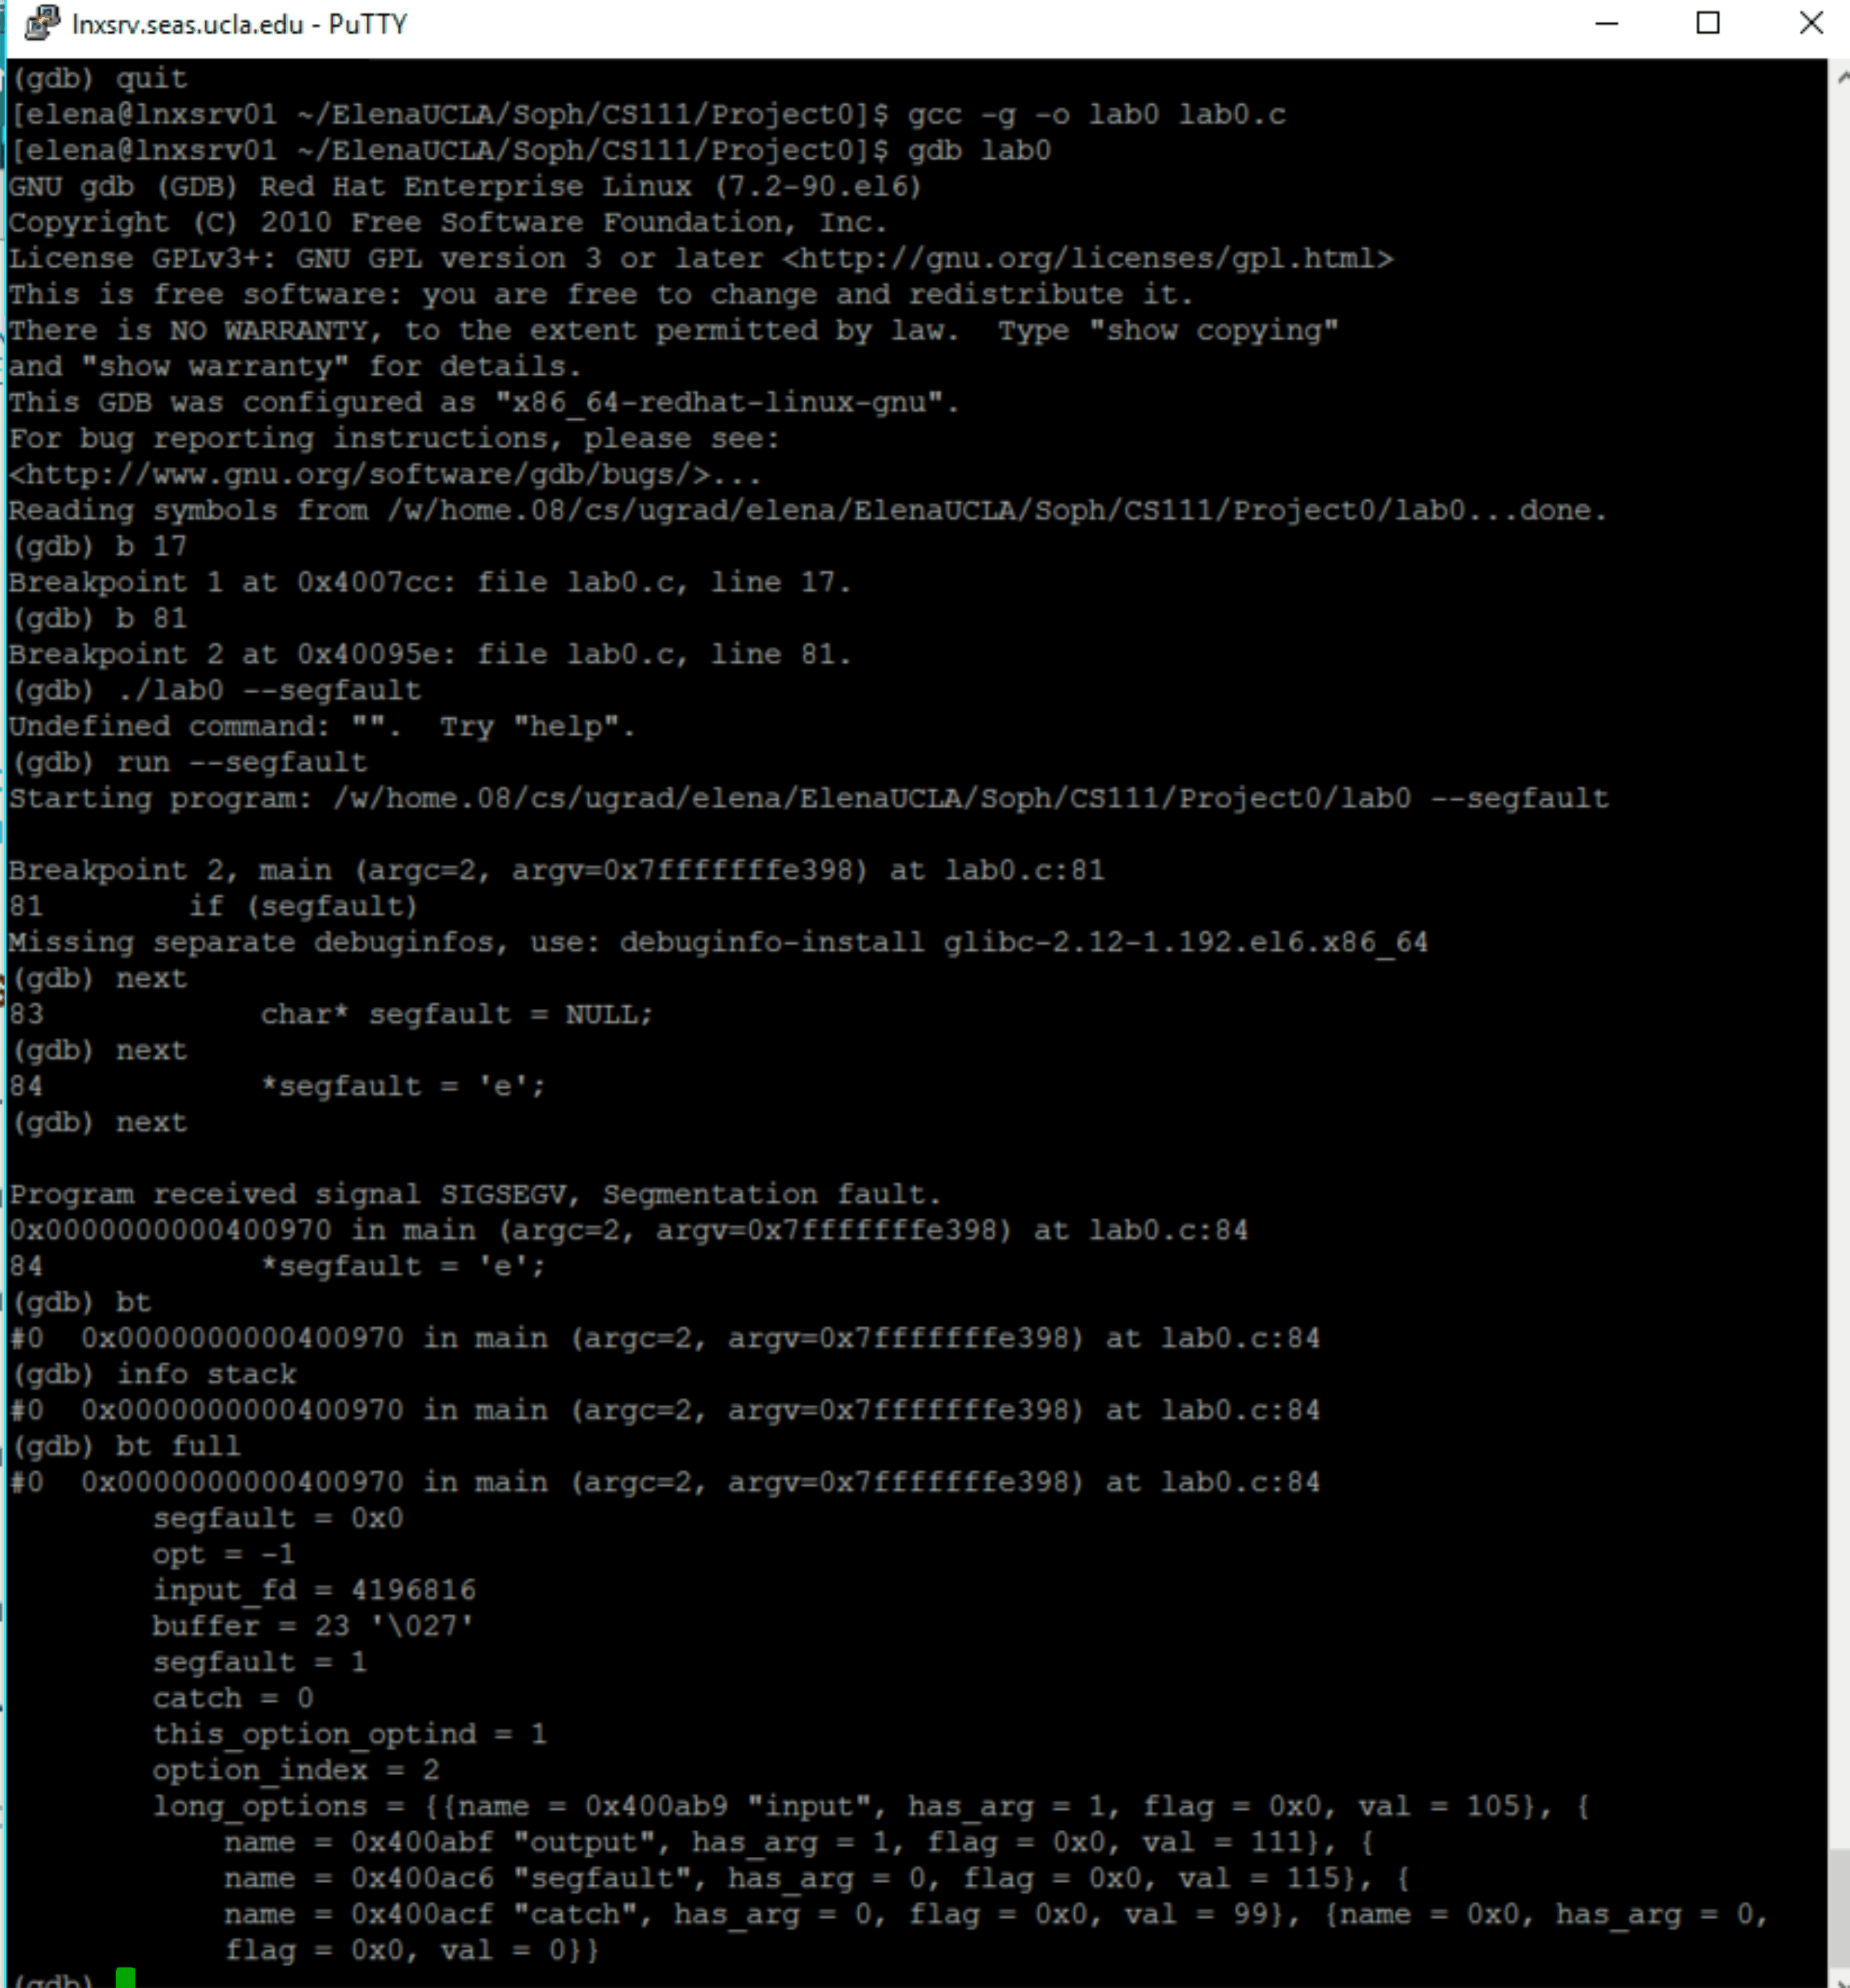 lnxsrv.seas.ucla.edu - PuTTY
(gdb) quit
[elena@lnxsrv01 ~/ElenaUCLA/Soph/CS111/Project0]$ gcc -g -o lab0 lab0.c
[elena@lnxsrv01 ~/ElenaUCLA/Soph/CS111/Project0]$ gdb lab0
GNU gdb (GDB) Red Hat Enterprise Linux (7.2-90.el6)
Copyright (C) 2010 Free Software Foundation, Inc.
License GPLv3+: GNU GPL version 3 or later <http://gnu.org/licenses/gpl.html>
This is free software: you are free to change and redistribute it.
There is NO WARRANTY, to the extent permitted by law.  Type "show copying"
and "show warranty" for details.
This GDB was configured as "x86_64-redhat-linux-gnu".
For bug reporting instructions, please see:
<http://www.gnu.org/software/gdb/bugs/>...
Reading symbols from /w/home.08/cs/ugrad/elena/ElenaUCLA/Soph/CS111/Project0/lab0...done.
(gdb) b 17
Breakpoint 1 at 0x4007cc: file lab0.c, line 17.
(gdb) b 81
Breakpoint 2 at 0x40095e: file lab0.c, line 81.
(gdb) ./lab0 --segfault
Undefined command: "".  Try "help".
(gdb) run --segfault
Starting program: /w/home.08/cs/ugrad/elena/ElenaUCLA/Soph/CS111/Project0/lab0 --segfault
Breakpoint 2, main (argc=2, argv=0x7fffffffe398) at lab0.c:81
81        if (segfault)
Missing separate debuginfos, use: debuginfo-install glibc-2.12-1.192.el6.x86_64
(gdb) next
83            char* segfault = NULL;
(gdb) next
84            *segfault = 'e';
(gdb) next
Program received signal SIGSEGV, Segmentation fault.
0x0000000000400970 in main (argc=2, argv=0x7fffffffe398) at lab0.c:84
84            *segfault = 'e';
(gdb) bt
#0  0x0000000000400970 in main (argc=2, argv=0x7fffffffe398) at lab0.c:84
(gdb) info stack
#0  0x0000000000400970 in main (argc=2, argv=0x7fffffffe398) at lab0.c:84
(gdb) bt full
#0  0x0000000000400970 in main (argc=2, argv=0x7fffffffe398) at lab0.c:84
        segfault = 0x0
        opt = -1
        input_fd = 4196816
        buffer = 23 '\027'
        segfault = 1
        catch = 0
        this_option_optind = 1
        option_index = 2
        long_options = {{name = 0x400ab9 "input", has_arg = 1, flag = 0x0, val = 105}, {
            name = 0x400abf "output", has_arg = 1, flag = 0x0, val = 111}, {
            name = 0x400ac6 "segfault", has_arg = 0, flag = 0x0, val = 115}, {
            name = 0x400acf "catch", has_arg = 0, flag = 0x0, val = 99}, {name = 0x0, has_arg = 0,
            flag = 0x0, val = 0}}
(gdb)